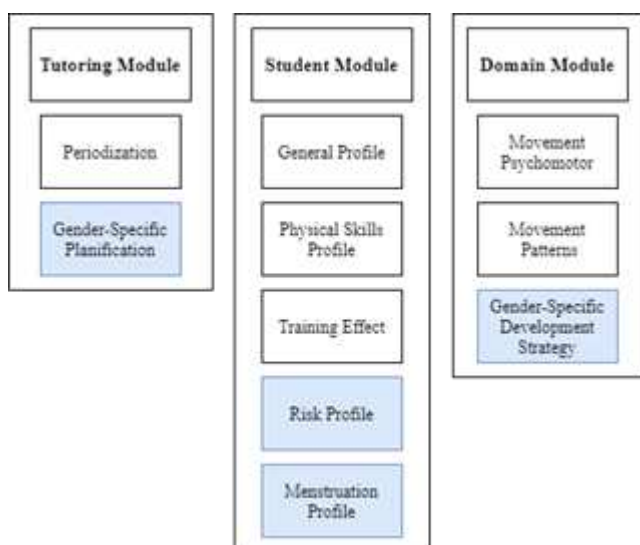 Tutoring Module
Periodization
Gender-Specific
Planification
Student Module
General Profile
Physical Skills
Profile
Training Effect
Risk Profile
Menstruation
Profile
Domain Module
Movement
Psychomotor
Movement
Patterns
Gender-Specific
Development
Strategy